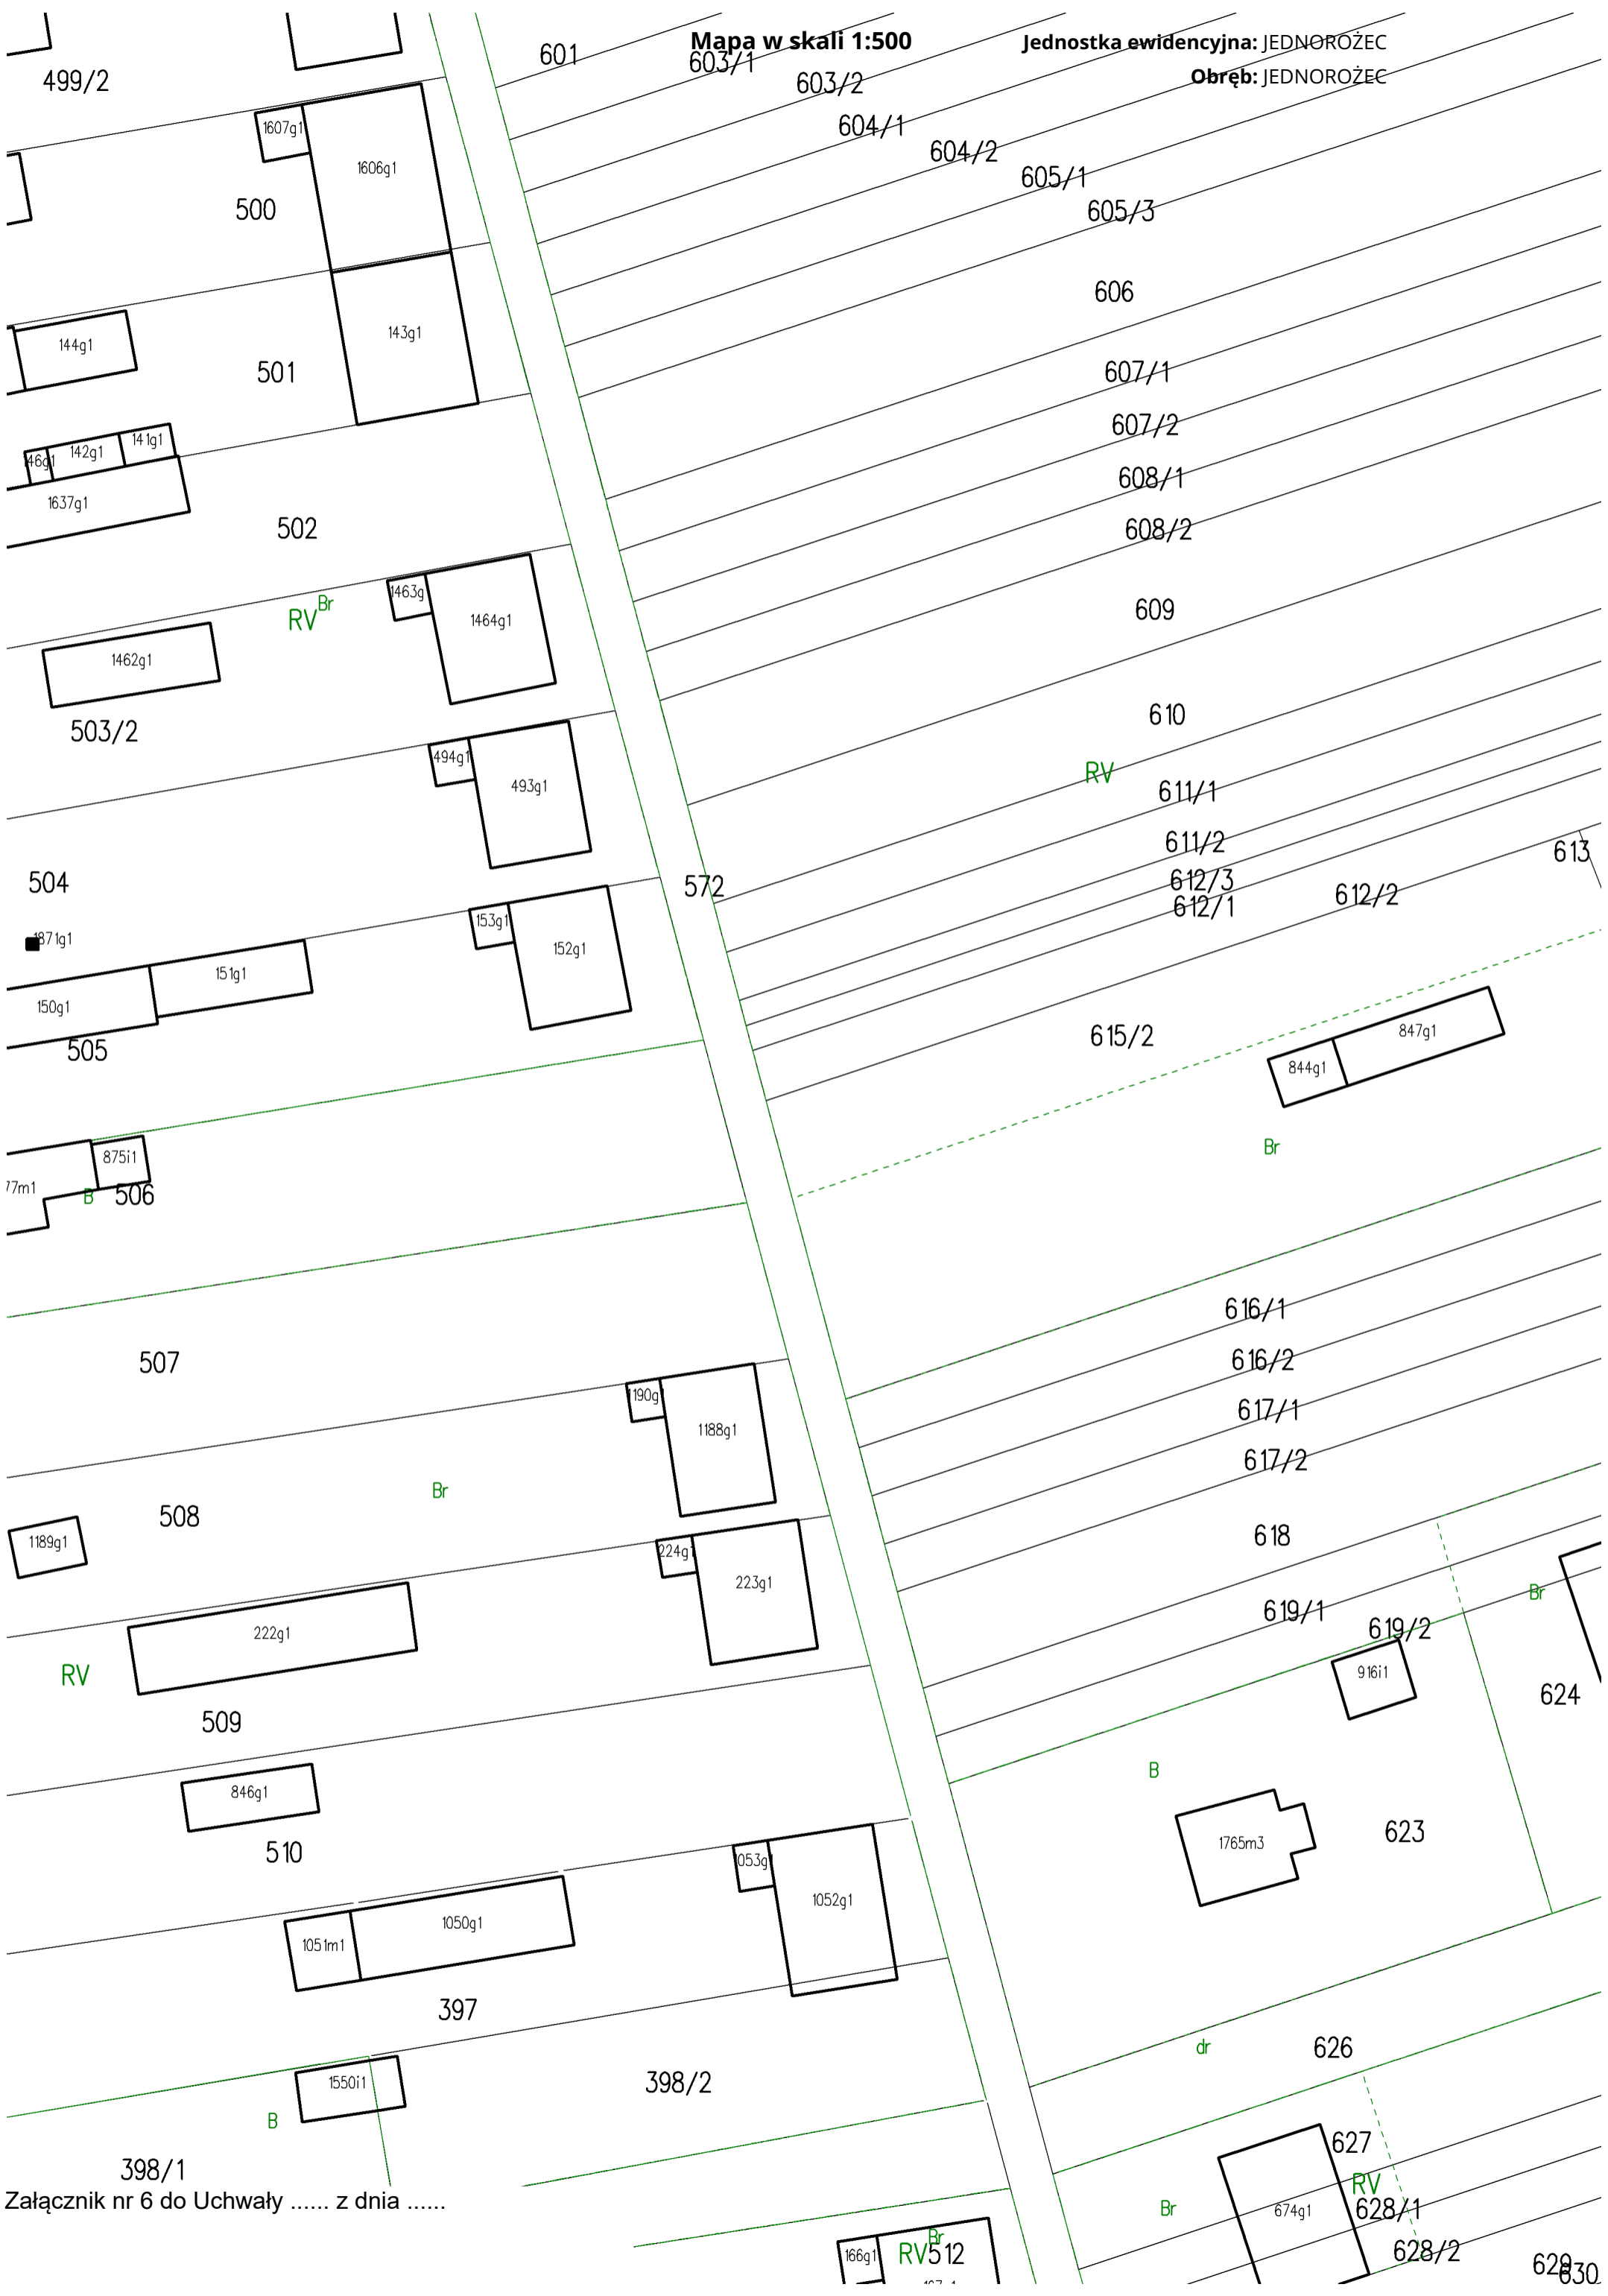 Mapa w skali 1:500
Jednostka ewidencyjna: JEDNOROŻEC
Obręb: JEDNOROŻEC
601
603/1
499/2
603/2
604/1
1607g1
604/2
1606g1
605/1
500
605/3
606
143g1
144g1
501
607/1
607/2
141g1
142g1
46g1
608/1
1637g1
502
608/2
1463g
Br
609
RV
1464g1
1462g1
610
503/2
494g1
RV
493g1
611/1
611/2
613
504
572
612/3
612/2
612/1
153g1
1871g1
152g1
151g1
150g1
847g1
615/2
505
844g1
Br
875i1
77m1
B
506
616/1
507
616/2
1190g
617/1
1188g1
617/2
Br
508
618
1189g1
224g1
223g1
Br
619/1
222g1
619/2
916i1
RV
624
509
B
846g1
623
1765m3
510
1053g
1052g1
1050g1
1051m1
397
dr
626
1550i1
398/2
B
627
398/1
RV
Załącznik nr 6 do Uchwały ...... z dnia ......
Br
628/1
674g1
Br
628/2
RV
512
166g1
629
630